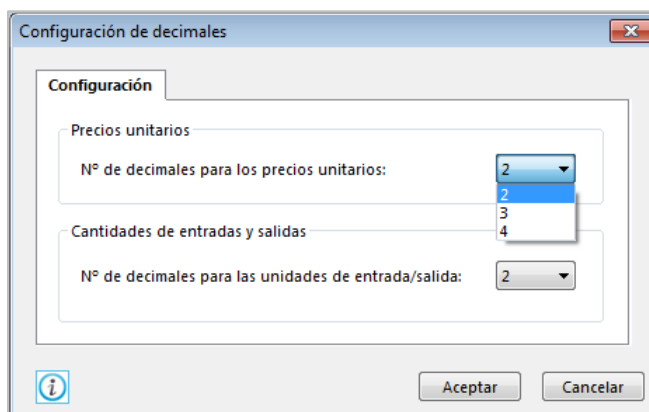 Configuración de decimales
Configuración
Precios unitarios
Nº de decimales para los precios unitarios: 2
2
3
4
Cantidades de entradas y salidas
Nº de decimales para las unidades de entrada/salida: 2
Aceptar Cancelar